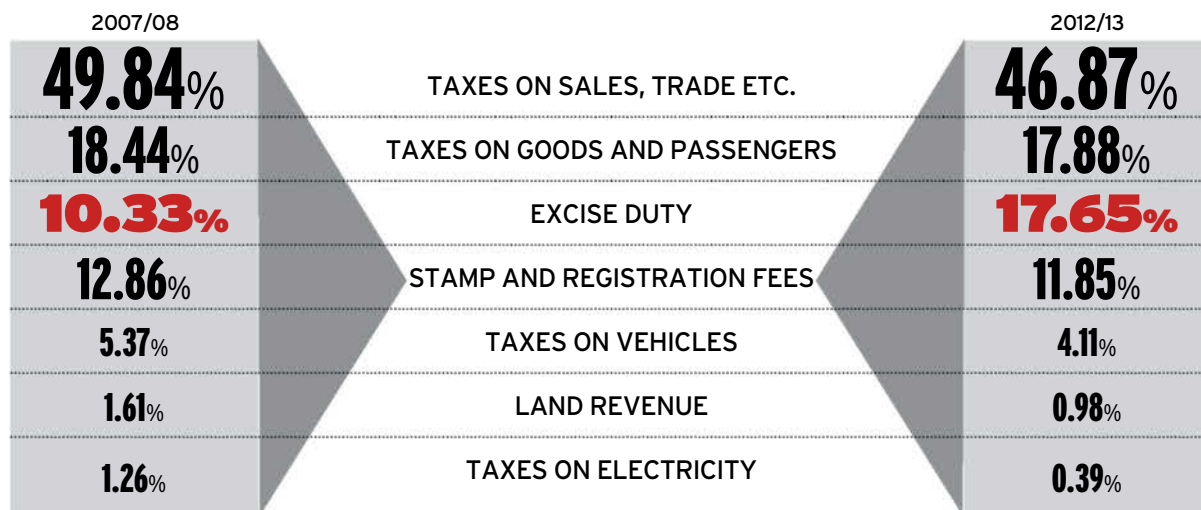 2007/08 2012/13
49.84% TAXES ON SALES, TRADE ETC. 46.87%
18.44% TAXES ON GOODS AND PASSENGERS 17.88%
10.33% EXCISE DUTY 17.65%
12.86% STAMP AND REGISTRATION FEES 11.85%
5.37% TAXES ON VEHICLES 4.11%
1.61% LAND REVENUE 0.98%
1.26% TAXES ON ELECTRICITY 0.39%